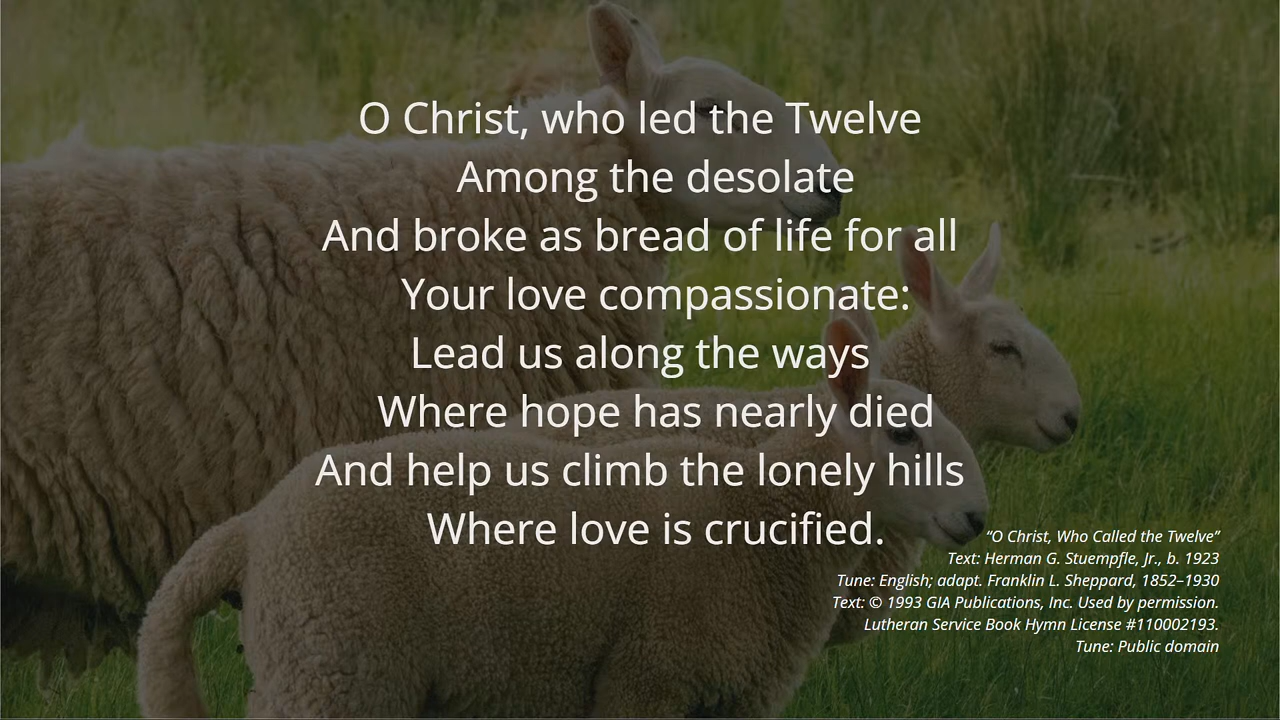 O Christ, who led the Twelve
Among the desolate
And broke as bread of life for all
Your love compassionate:
Lead us along the ways
Where hope has nearly died
And help us climb the lonely hills
Where love is crucified.
“O Christ, Who Called the Twelve”
Text: Herman G. Stuempfle, Jr., b. 1923
Tune: English; adapt. Franklin L. Sheppard, 1852–1930
Text: © 1993 GIA Publications, Inc. Used by permission.
Lutheran Service Book Hymn License #110002193.
Tune: Public domain